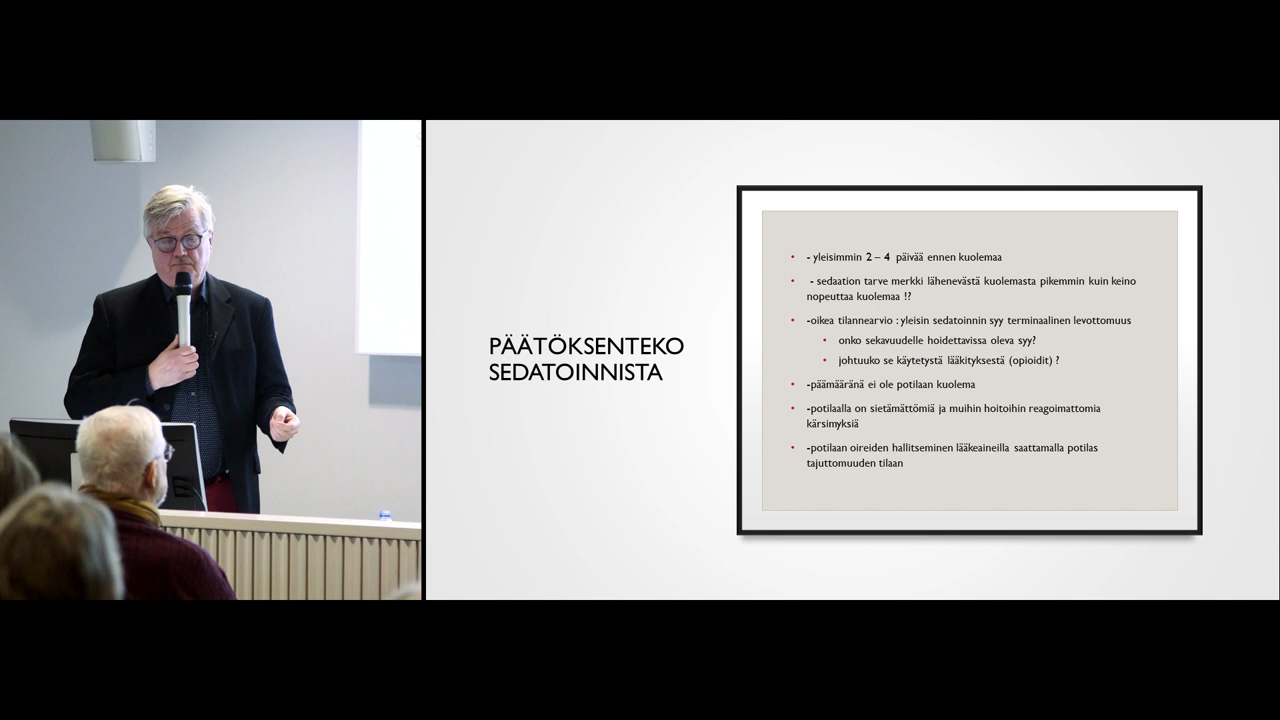 PÄÄTÖKSENTEKO
SEDATOINNISTA
• - yleisimmin 2 – 4 päivää ennen kuolemaa
• - sedaation tarve merkki lähenevästä kuolemasta pikemmin kuin keino
nopeuttaa kuolemaa !?
• -oikea tilannearvio : yleisin sedatoinnin syy terminaalinen levottomuus
• onko sekavuudelle hoidettavissa oleva syy?
• johtuuko se käytetystä lääkityksestä (opioidit) ?
• -päämääränä ei ole potilaan kuolema
• -potilaalla on sietämättömiä ja muihin hoitoihin reagoimattomia
kärsimyksiä
• -potilaan oireiden hallitseminen lääkeaineilla saattamalla potilas
tajuttomuuden tilaan